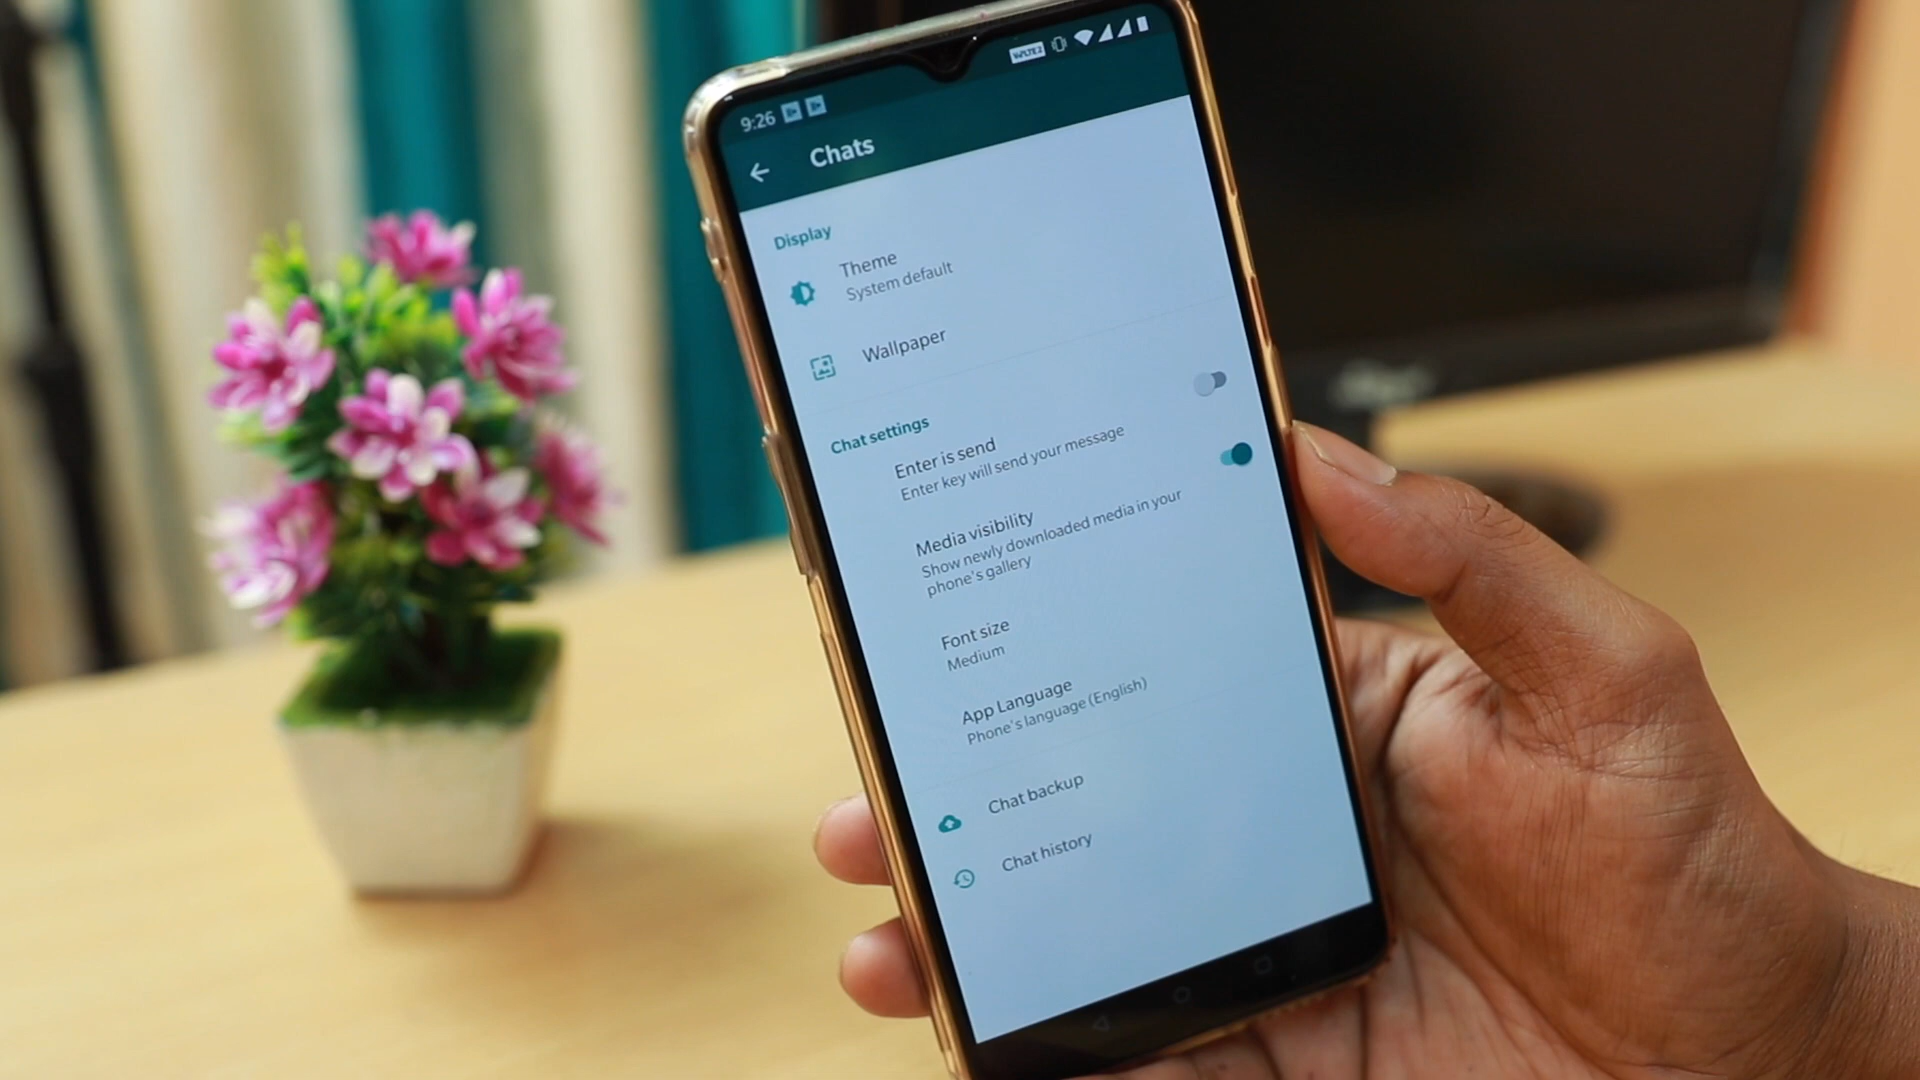 9:26
VoLTE2
Chats
Display
Theme
System default
Wallpaper
Chat settings
Enter is send
Enter key will send your message
Media visibility
Show newly downloaded media in your
phone's gallery
Font size
Medium
App Language
Phone's language (English)
Chat backup
Chat history